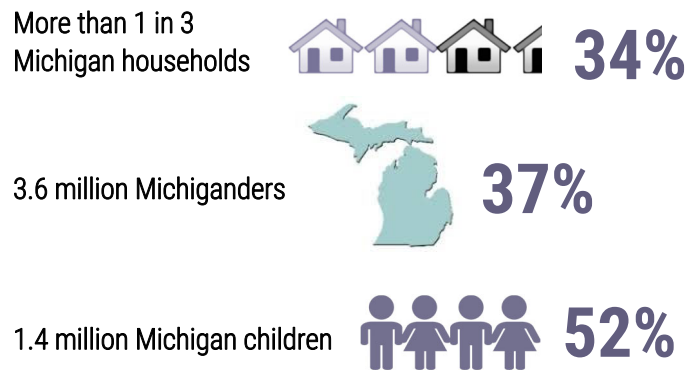 More than 1 in 3
Michigan households
34%
3.6 million Michiganders
37%
1.4 million Michigan children
52%